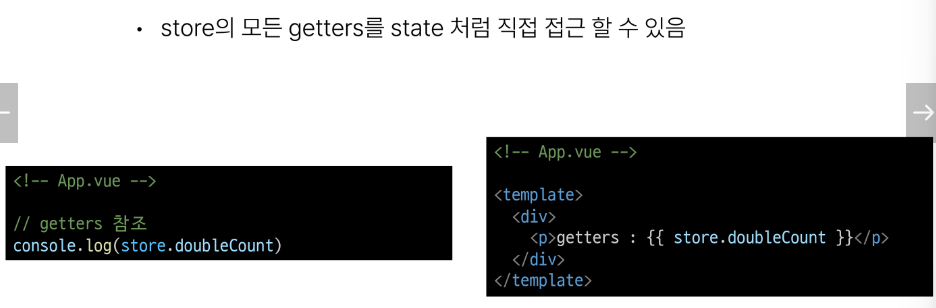 • store의 모든 getters를 state 처럼 직접 접근 할 수 있음
<!-- App.vue -->
// getters 참조
console.log(store.doubleCount)
<!-- App.vue -->
<template>
<div>
<p>getters : {{ store.doubleCount }}</p>
</div>
</template>